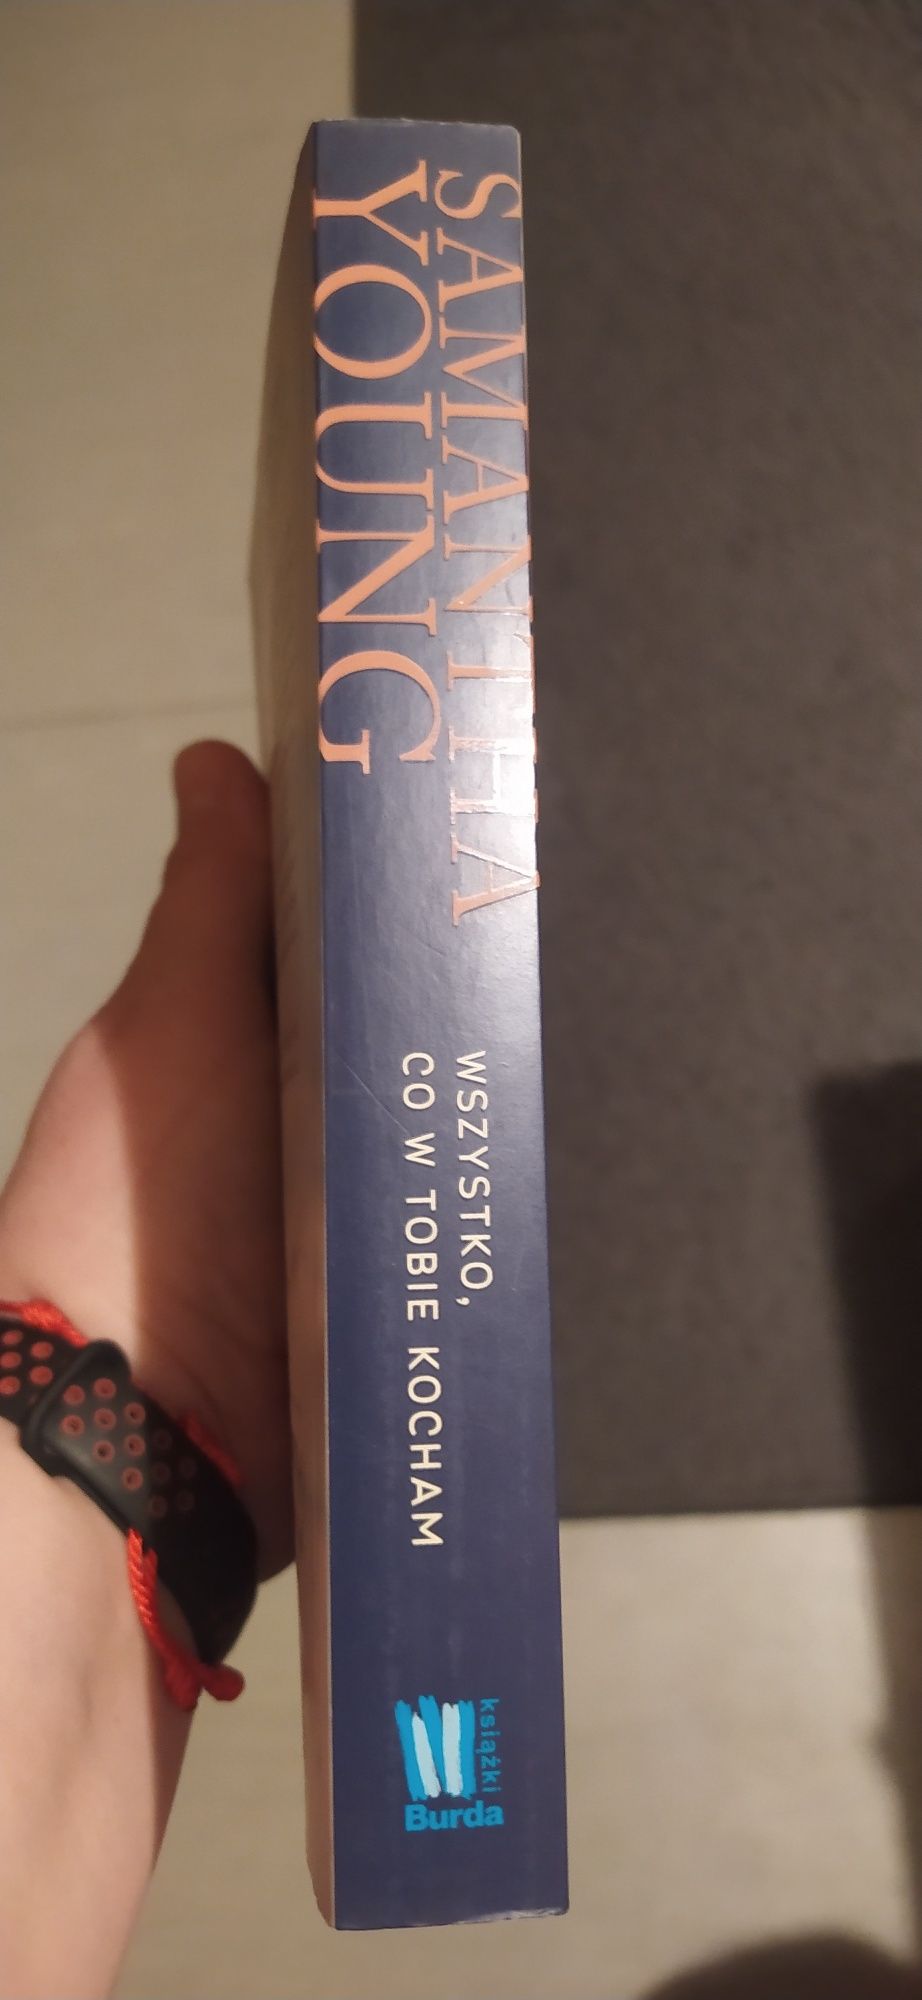 SAMANTHA
YOUNG
WSZYSTKO,
CO W TOBIE KOCHAM
książki
Burda